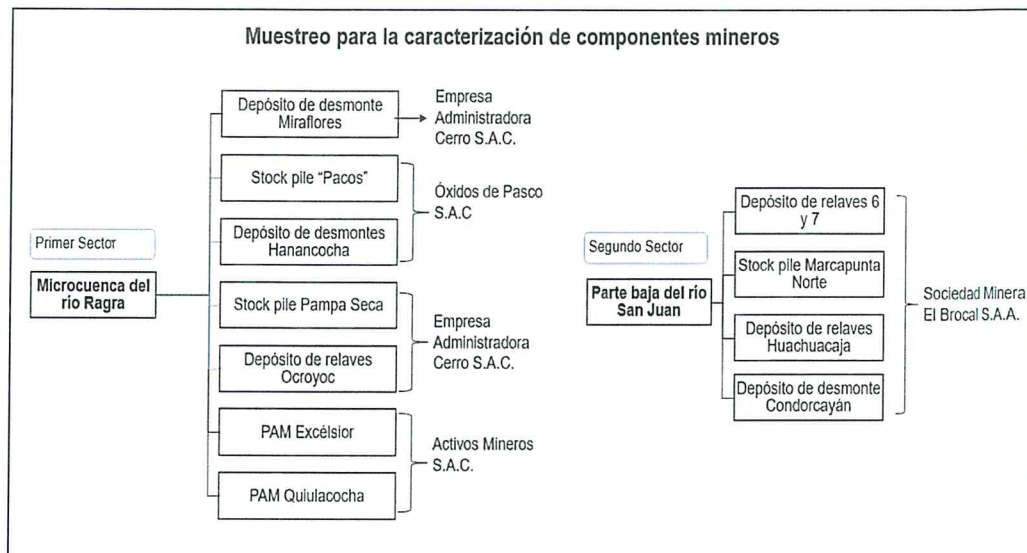 Muestreo para la caracterización de componentes mineros
Primer Sector
Microcuenca del
río Ragra
Depósito de desmonte
Miraflores
Empresa
Administradora
Cerro S.A.C.
Stock pile "Pacos"
Depósito de desmontes
Hanancocha
Óxidos de Pasco
S.A.C
Stock pile Pampa Seca
Depósito de relaves
Ocroyoc
Empresa
Administradora
Cerro S.A.C.
PAM Excélsior
PAM Quiulacocha
Activos Mineros
S.A.C.
Segundo Sector
Parte baja del río
San Juan
Depósito de relaves 6
y 7
Stock pile Marcapunta
Norte
Depósito de relaves
Huachuacaja
Depósito de desmonte
Condorcayán
Sociedad Minera
El Brocal S.A.A.